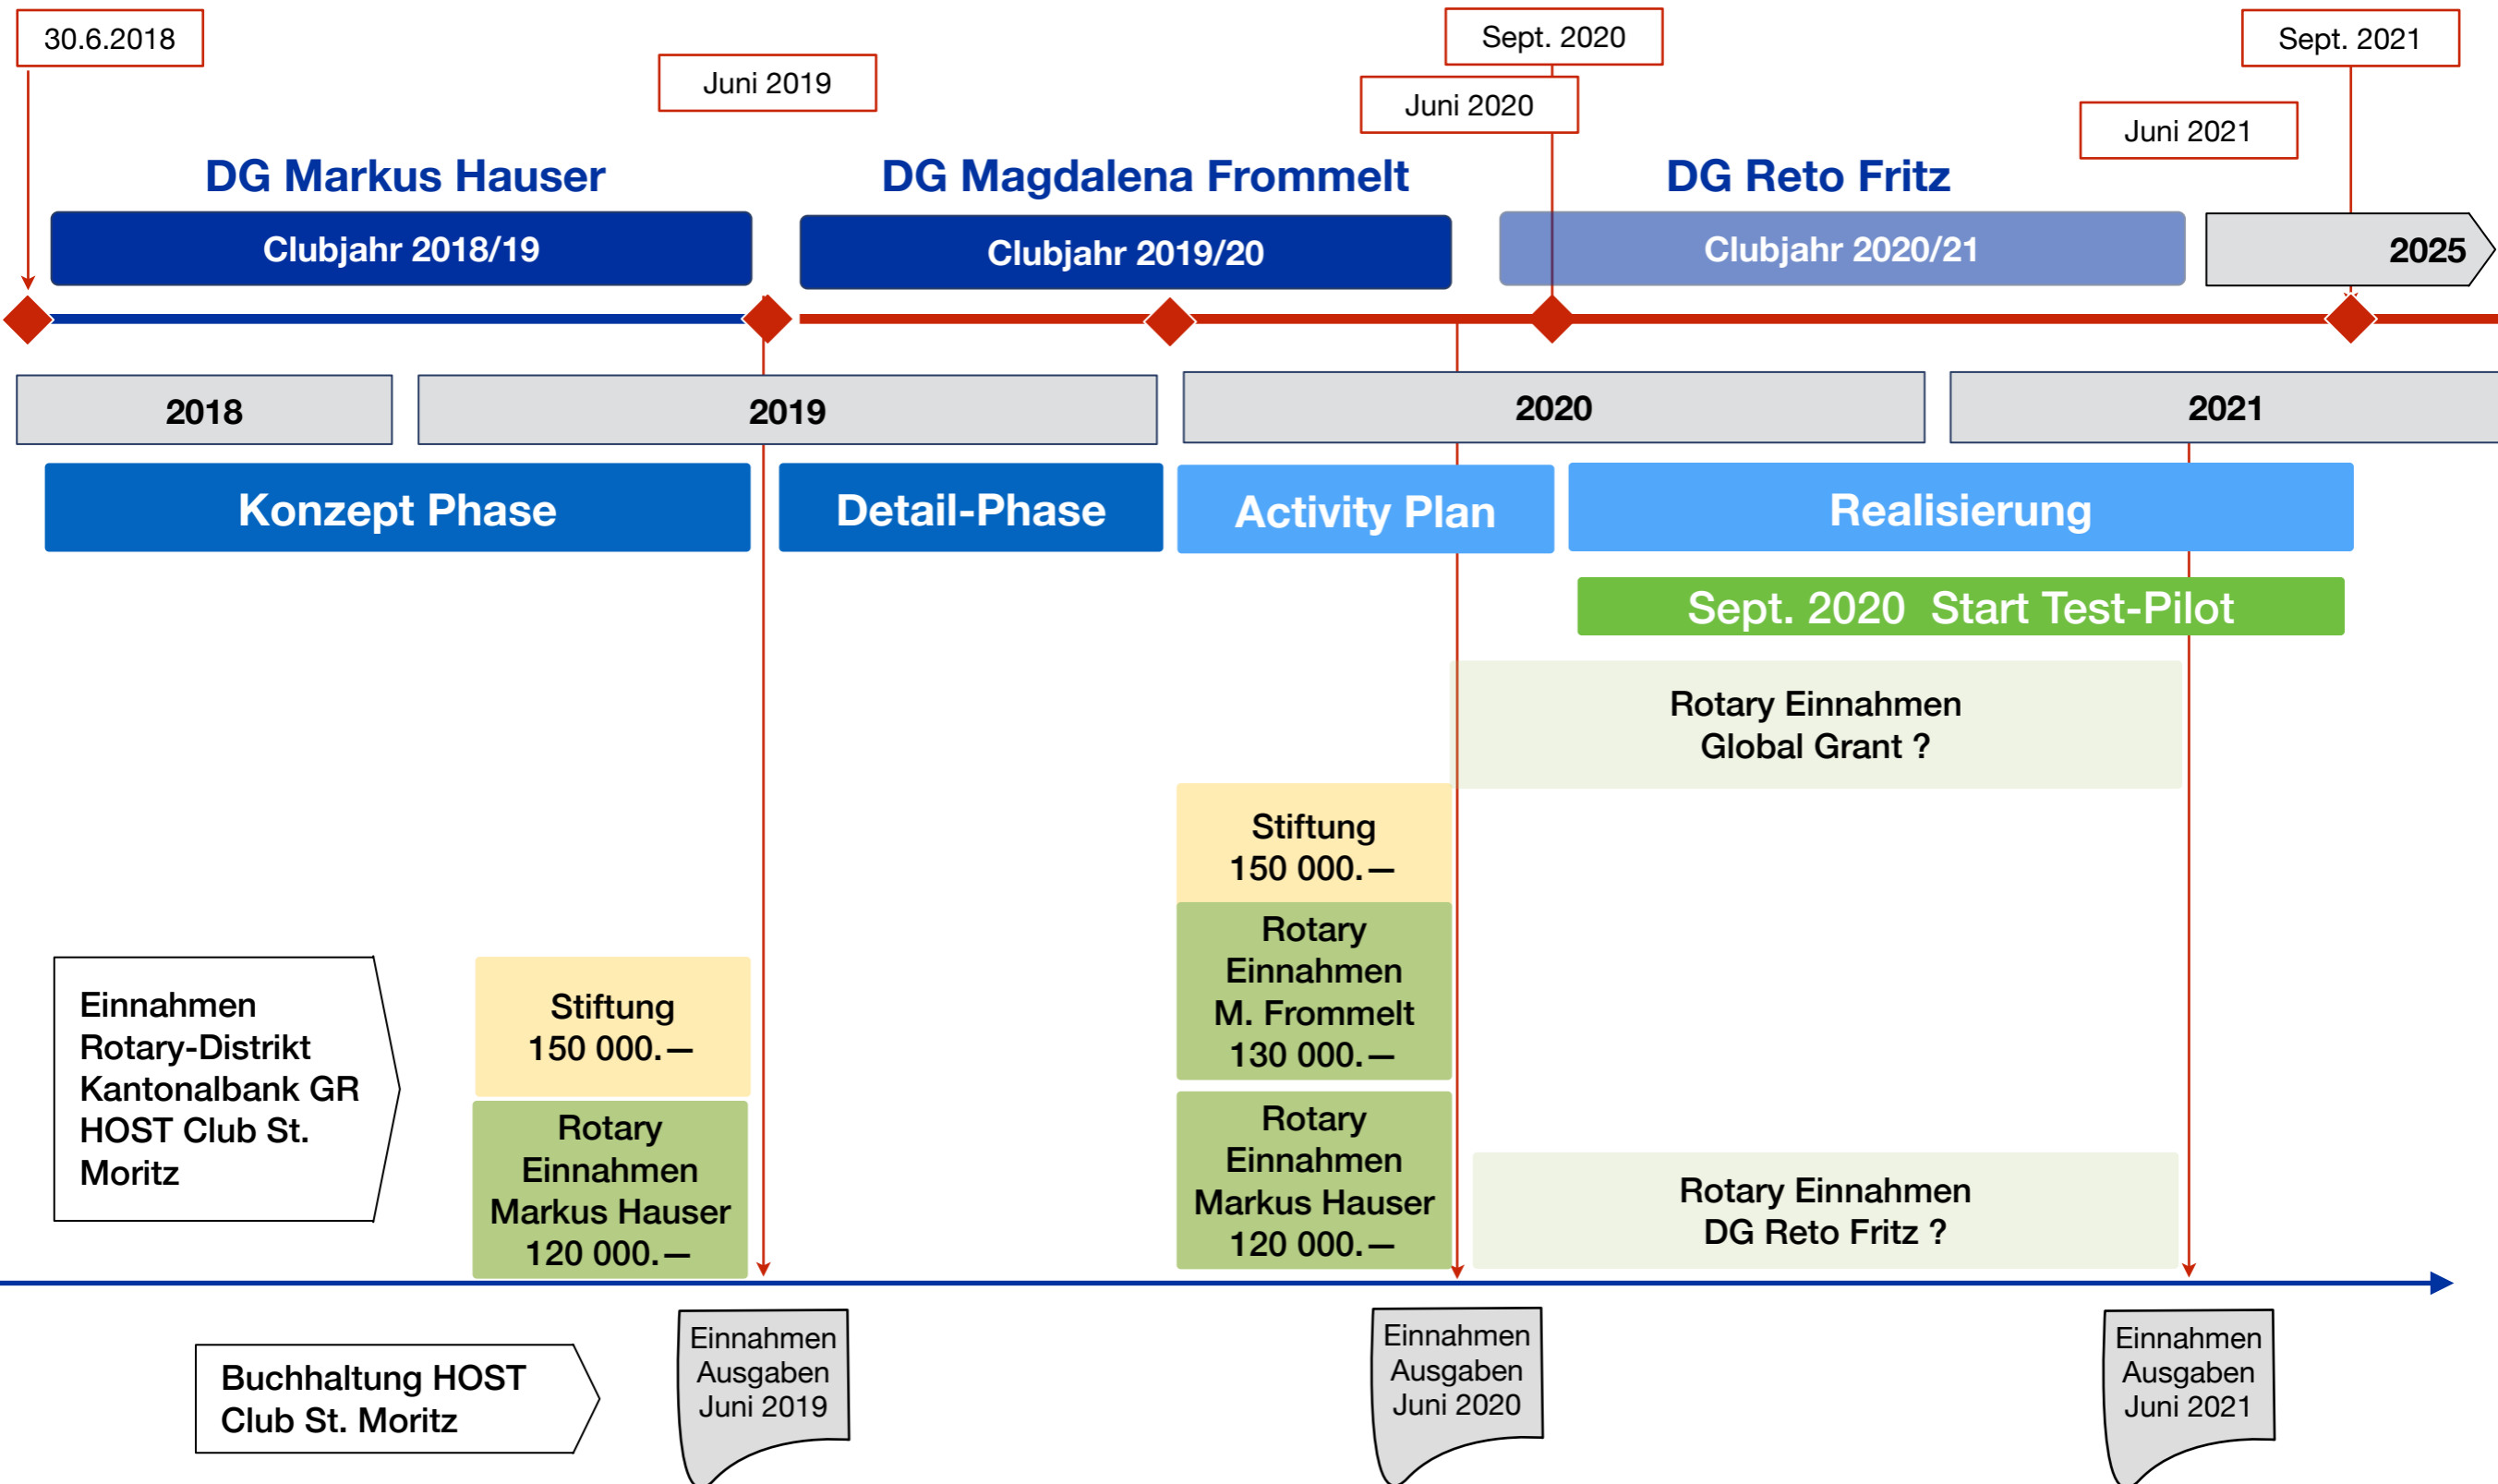 30.6.2018
Juni 2019
Sept. 2020
Juni 2020
Sept. 2021
Juni 2021
DG Markus Hauser
DG Magdalena Frommelt
DG Reto Fritz
Clubjahr 2018/19
Clubjahr 2019/20
Clubjahr 2020/21
2025
2018
2019
2020
2021
Konzept Phase
Detail-Phase
Activity Plan
Realisierung
Sept. 2020 Start Test-Pilot
Rotary Einnahmen
Global Grant ?
Stiftung
150 000.—
Rotary
Einnahmen
M. Frommelt
130 000.—
Rotary
Einnahmen
Markus Hauser
120 000.—
Einnahmen
Rotary-Distrikt
Kantonalbank GR
HOST Club St.
Moritz
Stiftung
150 000.—
Rotary
Einnahmen
Markus Hauser
120 000.—
Rotary Einnahmen
DG Reto Fritz ?
Buchhaltung HOST
Club St. Moritz
Einnahmen
Ausgaben
Juni 2019
Einnahmen
Ausgaben
Juni 2020
Einnahmen
Ausgaben
Juni 2021